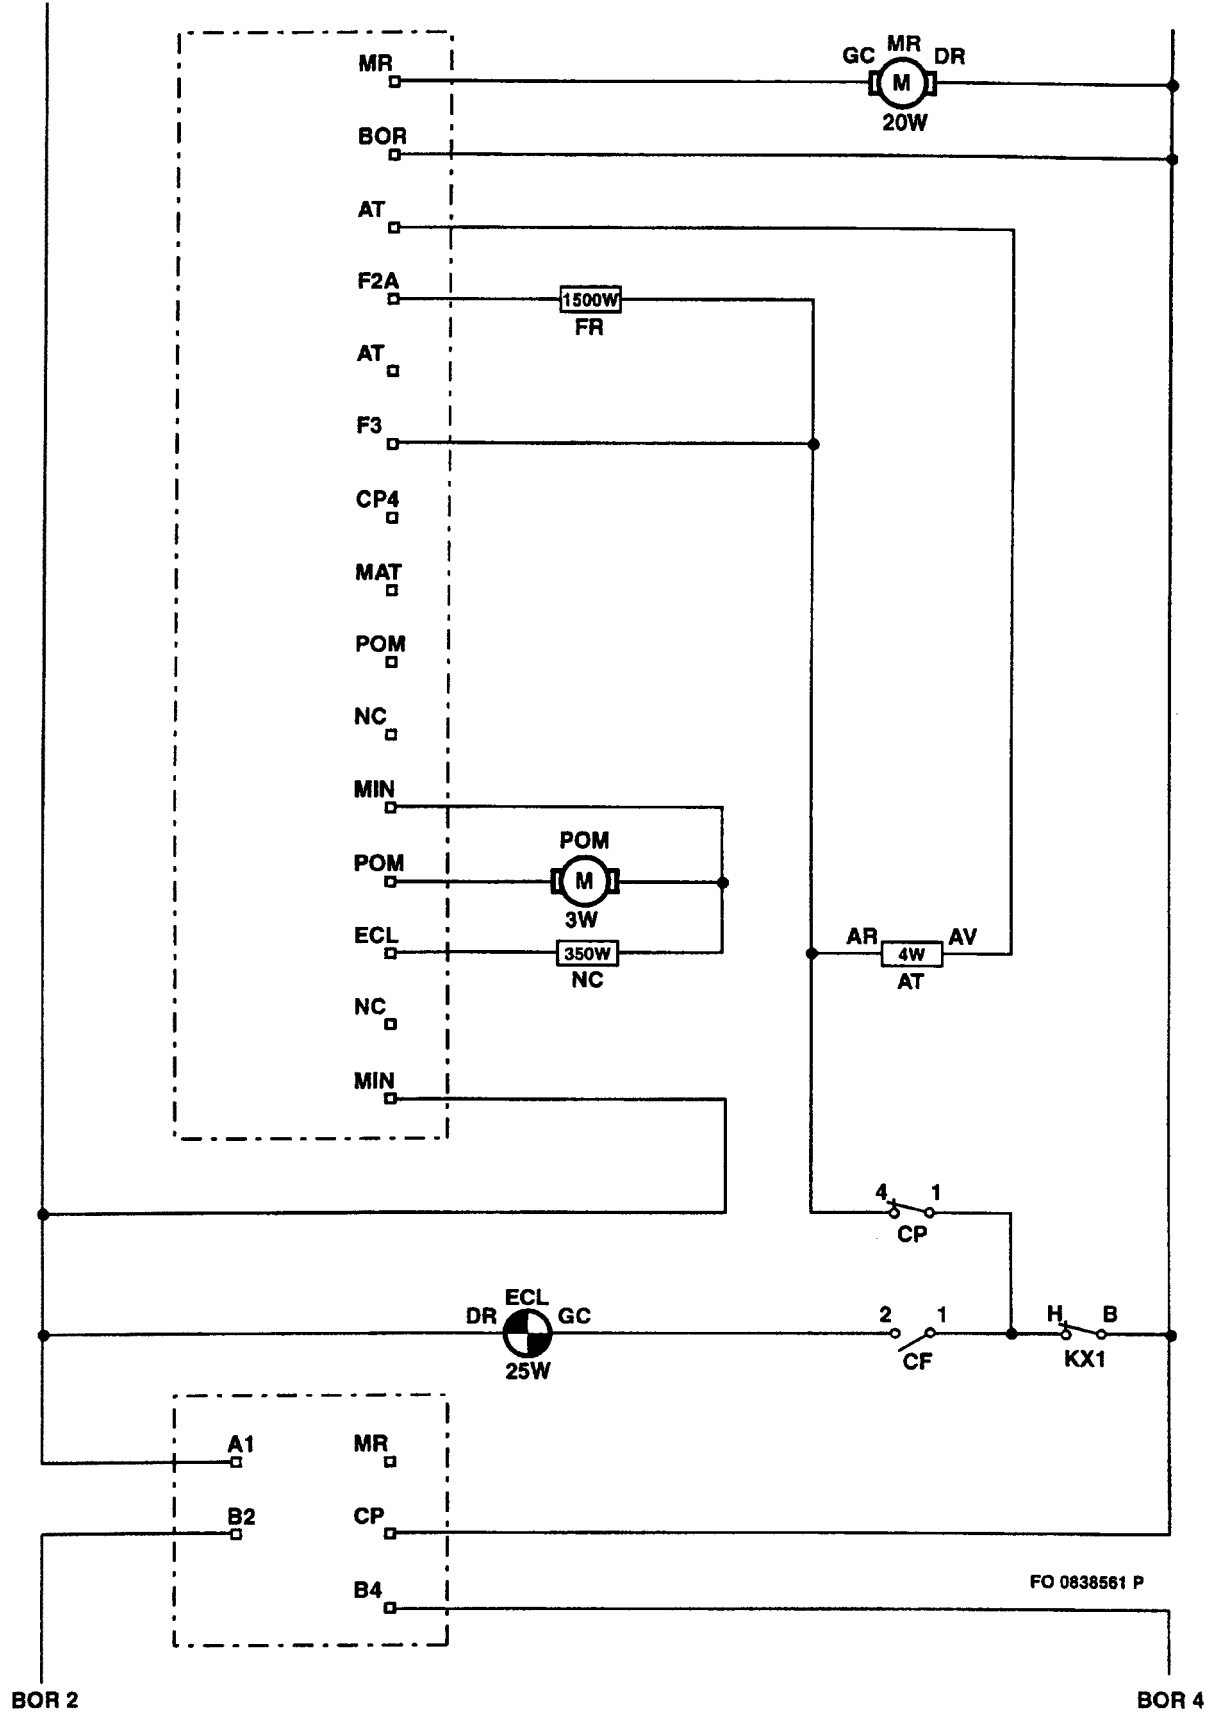 MR
GC MR DR
M
20W
BOR
AT
F2A
1500W
FR
AT
F3
CP4
MAT
POM
NC
MIN
POM
POM
M
3W
ECL
350W
NC
AR 4W AV
AT
NC
MIN
4 1
CP
ECL
DR GC
25W
2 1
CF
H B
KX1
A1 MR
B2 CP
B4
FO 0838561 P
BOR 2 BOR 4